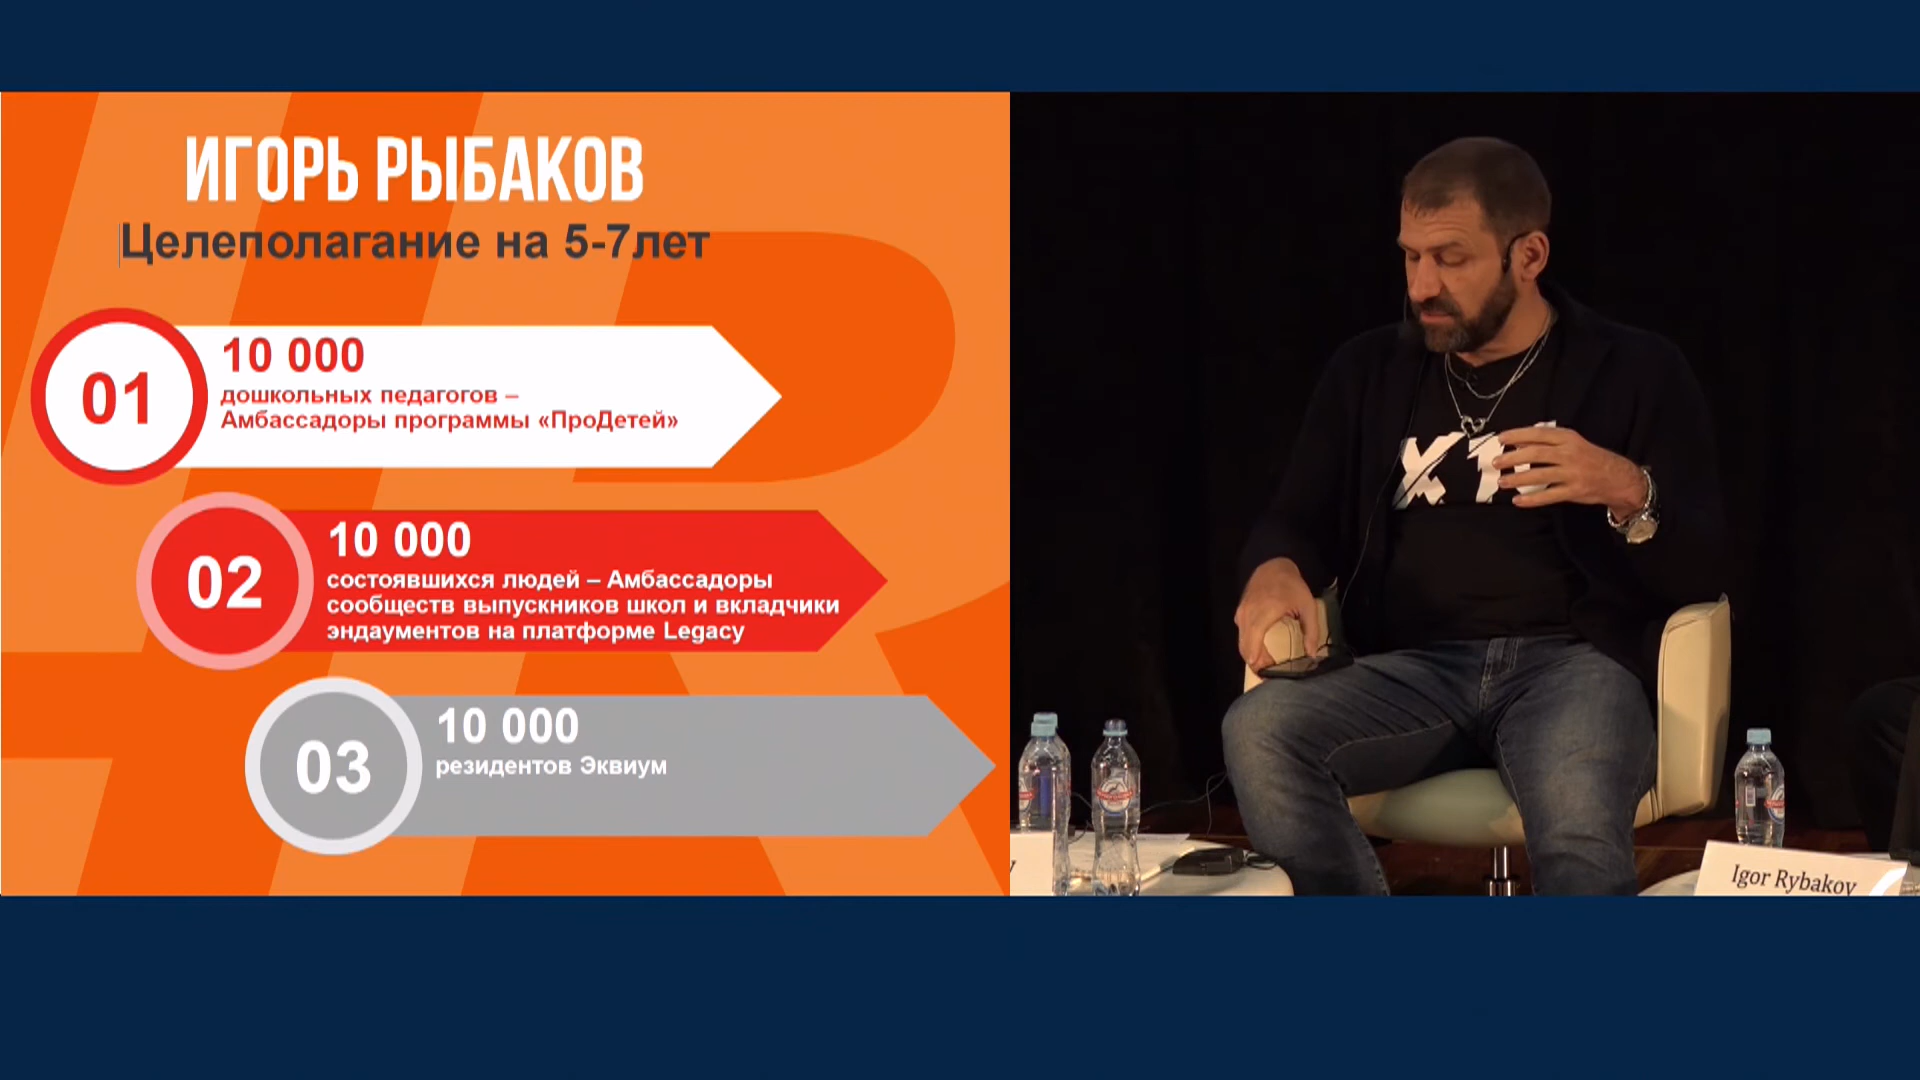 ИГОРЬ РЫБАКОВ
Целеполагание на 5-7лет
01
10 000
дошкольных педагогов –
Амбассадоры программы «ПроДетей»
02
10 000
состоявшихся людей – Амбассадоры
сообществ выпускников школ и вкладчики
эндаументов на платформе Legacy
03
10 000
резидентов Эквиум
Igor Rybakov